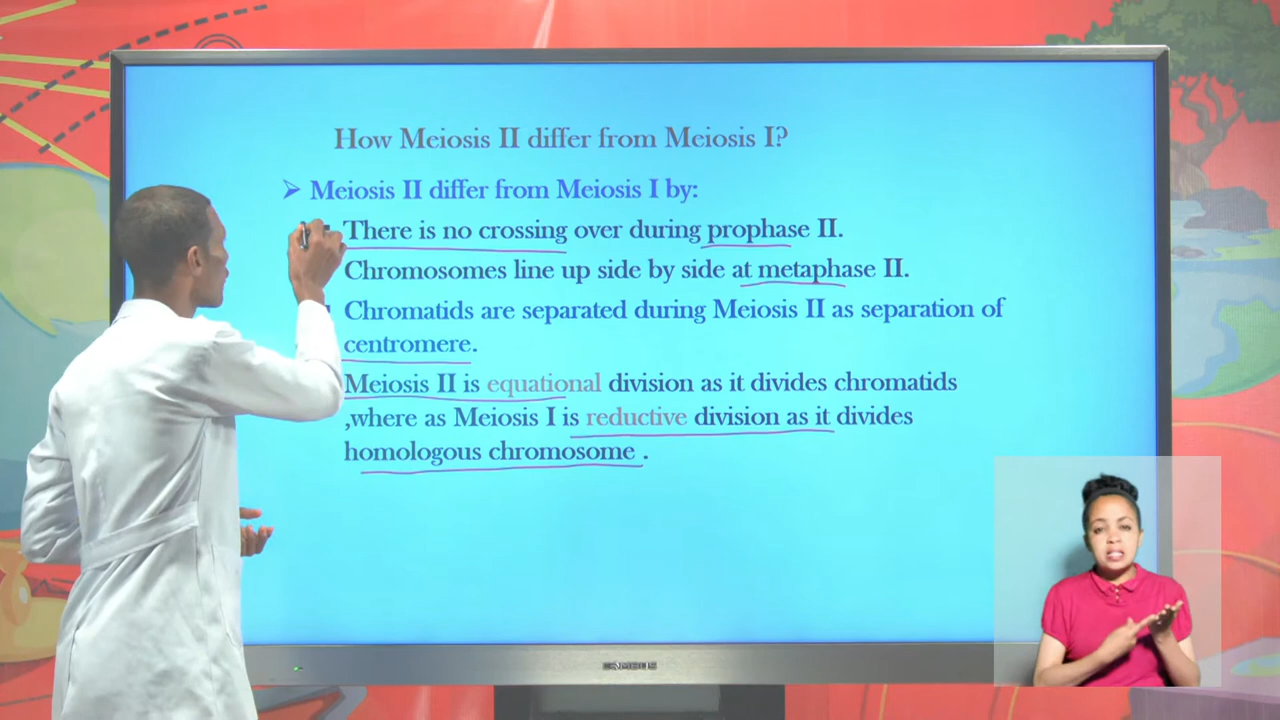 How Meiosis II differ from Meiosis I?
➢ Meiosis II differ from Meiosis I by:
There is no crossing over during prophase II.
Chromosomes line up side by side at metaphase II.
Chromatids are separated during Meiosis II as separation of
centromere.
Meiosis II is equational division as it divides chromatids
,where as Meiosis I is reductive division as it divides
homologous chromosome .